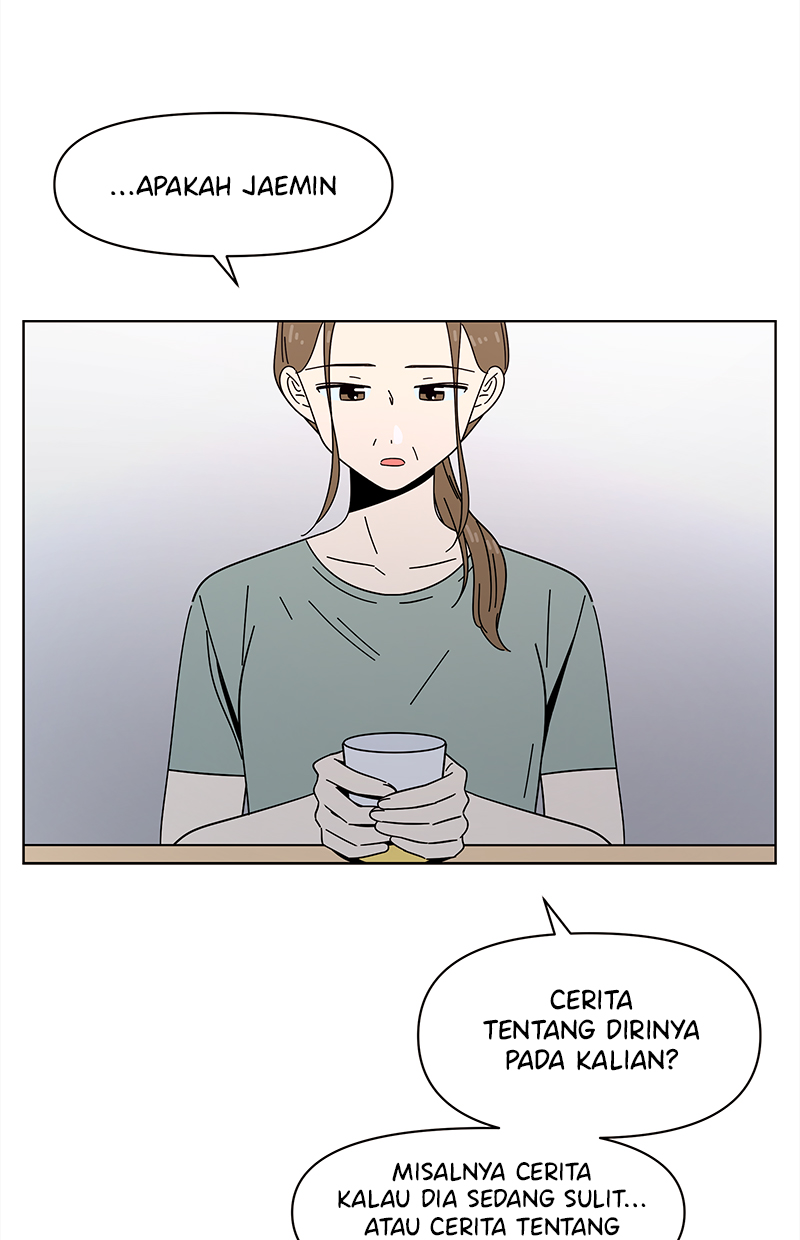 ...APAKAH JAEMIN
CERITA
TENTANG DIRINYA
PADA KALIAN?
MISALNYA CERITA
KALAU DIA SEDANG SULIT...
ATAU CERITA TENTANG